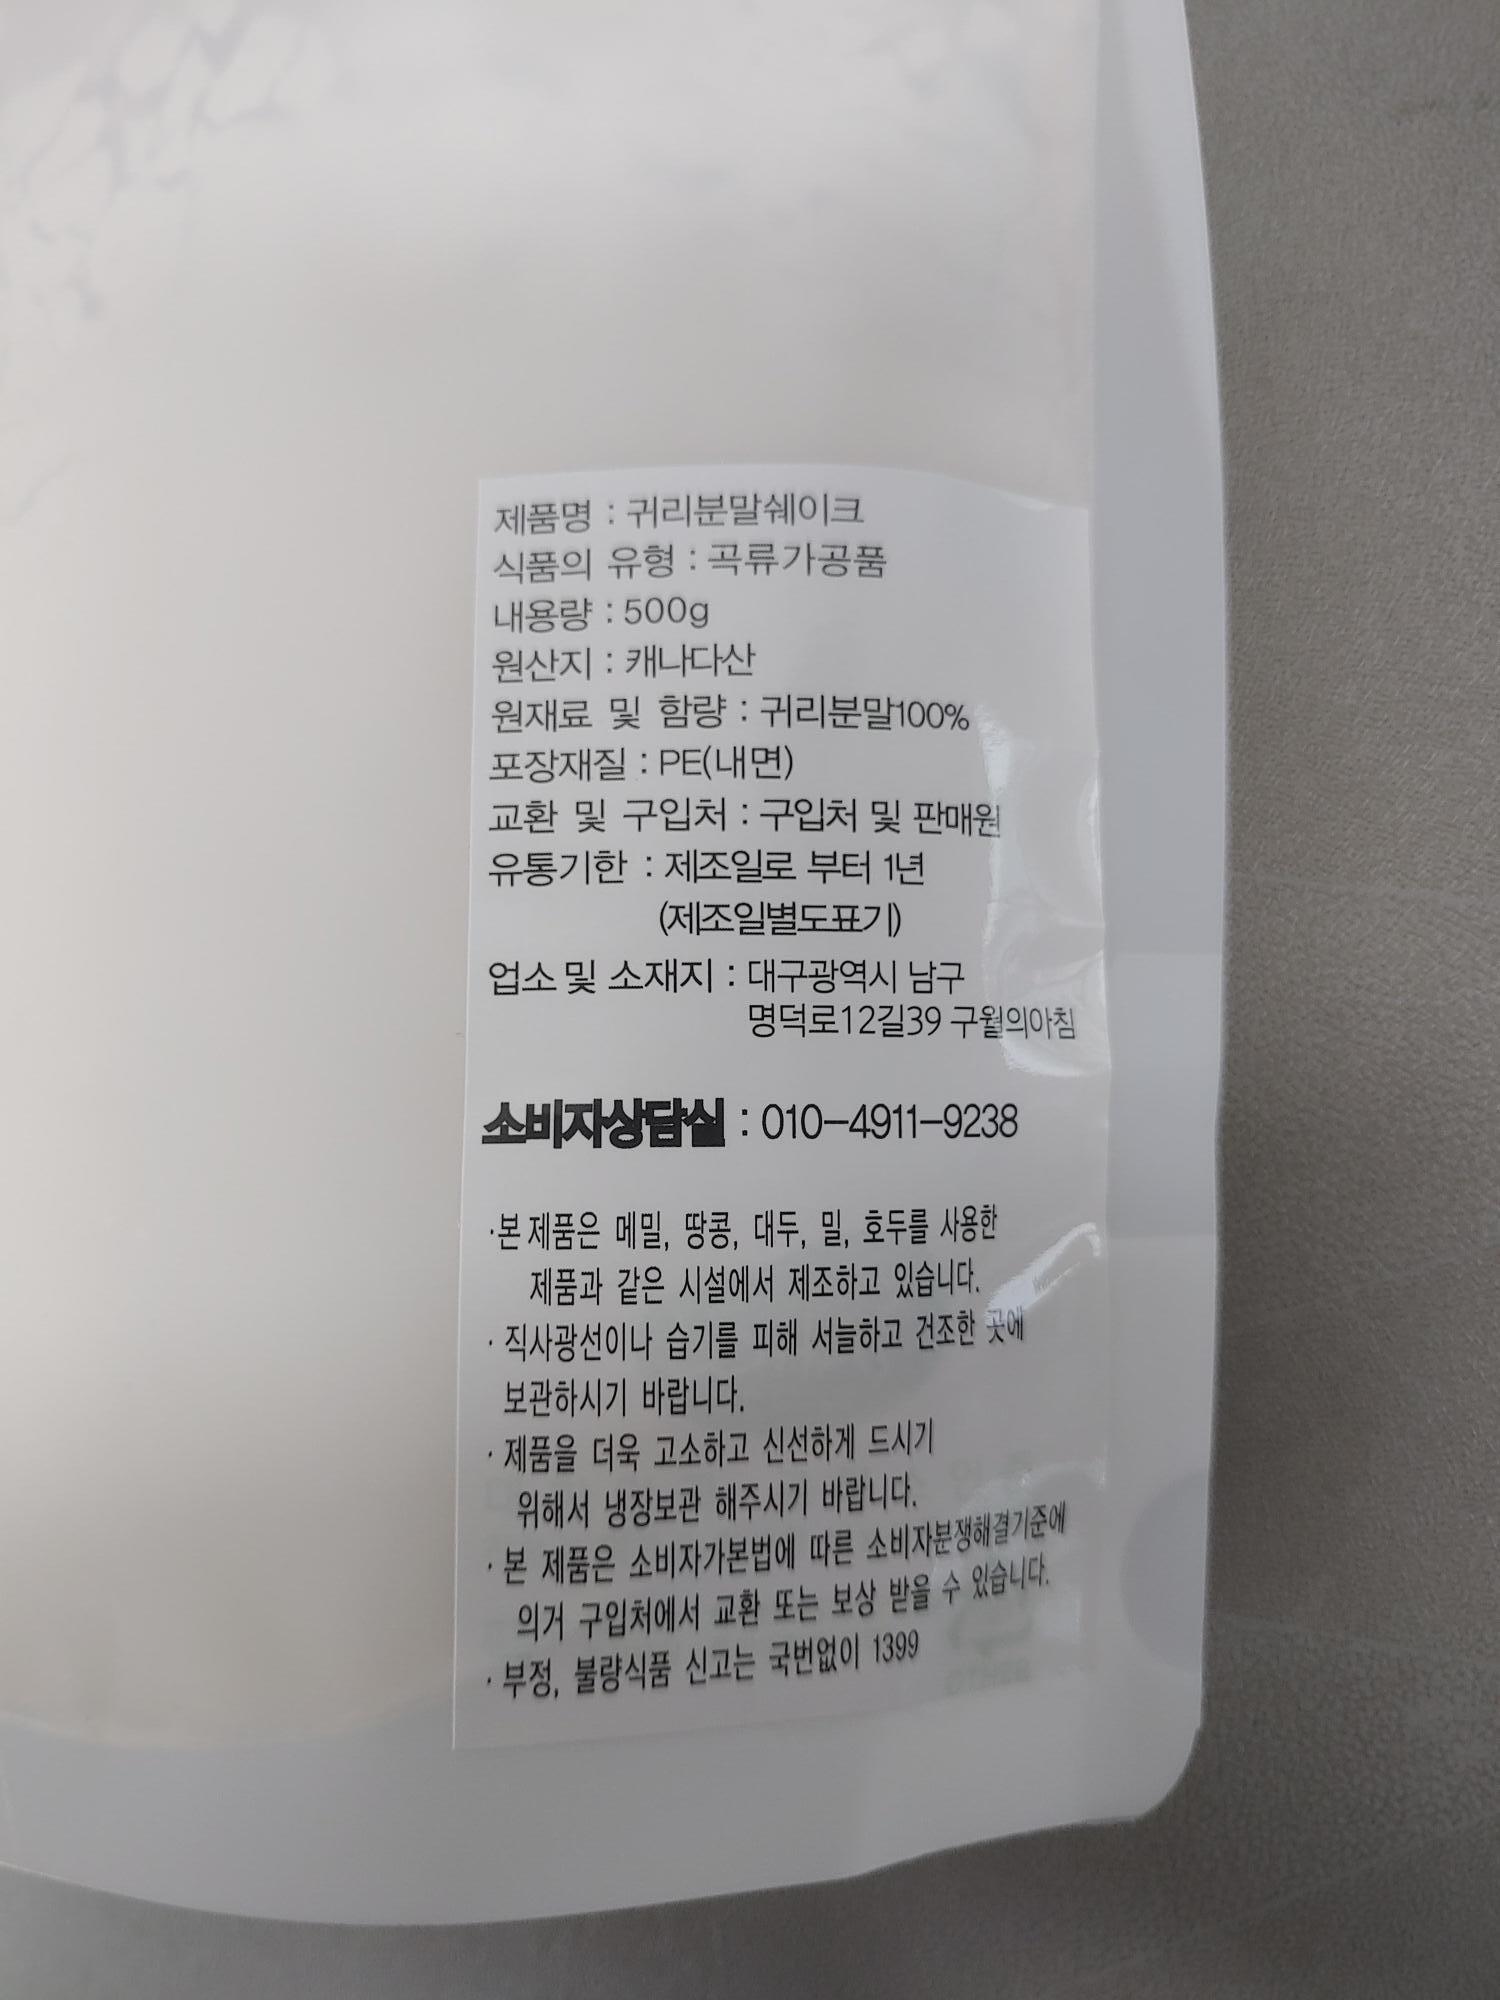 제품명 : 귀리분말쉐이크
식품의 유형 : 곡류가공품
내용량 : 500g
원산지 : 캐나다산
원재료 및 함량 : 귀리분말100%
포장재질 : PE(내면)
교환 및 구입처 : 구입처 및 판매원
유통기한 : 제조일로 부터 1년
(제조일별도표기)
업소 및 소재지 : 대구광역시 남구
명덕로12길39 구월의아침
소비자상담실 : 010-4911-9238
·본 제품은 메밀, 땅콩, 대두, 밀, 호두를 사용한
제품과 같은 시설에서 제조하고 있습니다.
· 직사광선이나 습기를 피해 서늘하고 건조한 곳에
보관하시기 바랍니다.
· 제품을 더욱 고소하고 신선하게 드시기
위해서 냉장보관 해주시기 바랍니다.
· 본 제품은 소비자가본법에 따른 소비자분쟁해결기준에
의거 구입처에서 교환 또는 보상 받을 수 있습니다.
· 부정, 불량식품 신고는 국번없이 1399